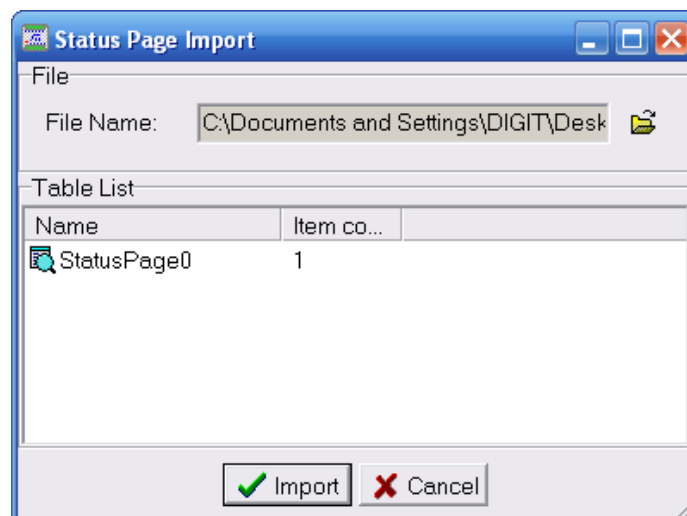 Status Page Import
File
File Name: C:\Documents and Settings\DIGIT\Desk
Table List
Name Item co...
StatusPage0 1
Import Cancel